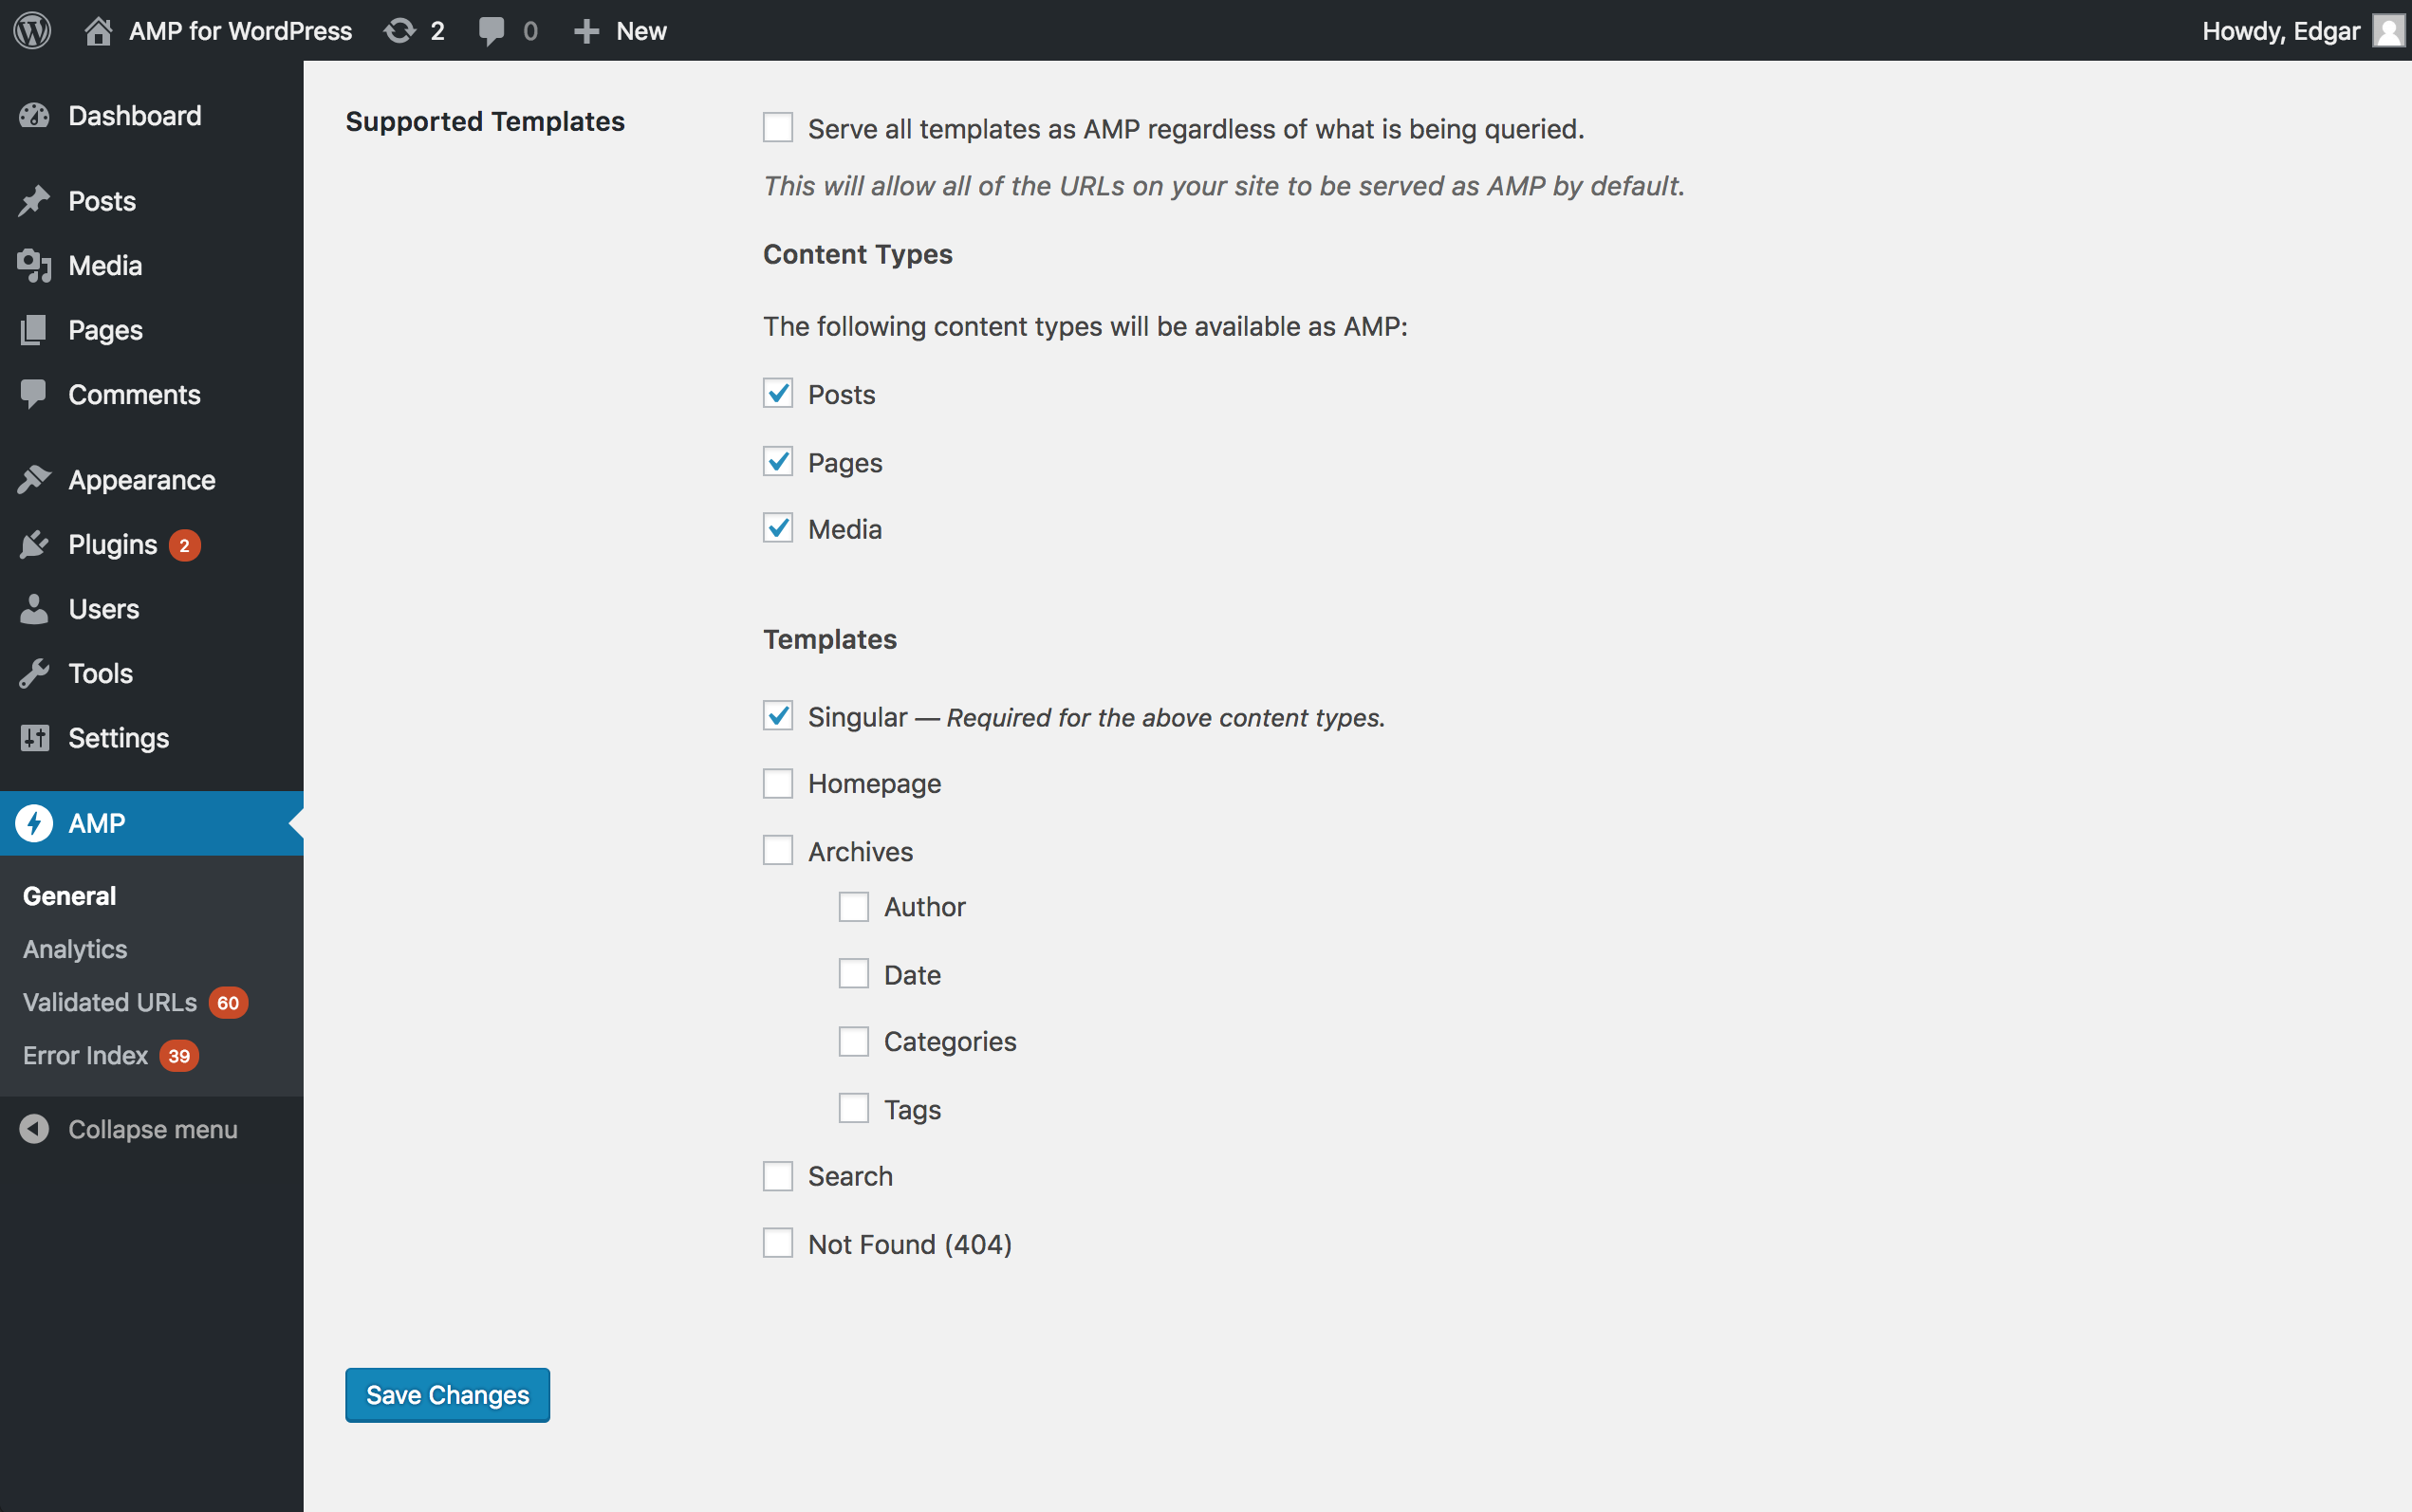 AMP for WordPress 2 0 New Howdy, Edgar
Dashboard
Posts
Media
Pages
Comments
Appearance
Plugins 2
Users
Tools
Settings
AMP
General
Analytics
Validated URLs 60
Error Index 39
Collapse menu
Supported Templates
Serve all templates as AMP regardless of what is being queried.
This will allow all of the URLs on your site to be served as AMP by default.
Content Types
The following content types will be available as AMP:
Posts
Pages
Media
Templates
Singular — Required for the above content types.
Homepage
Archives
Author
Date
Categories
Tags
Search
Not Found (404)
Save Changes